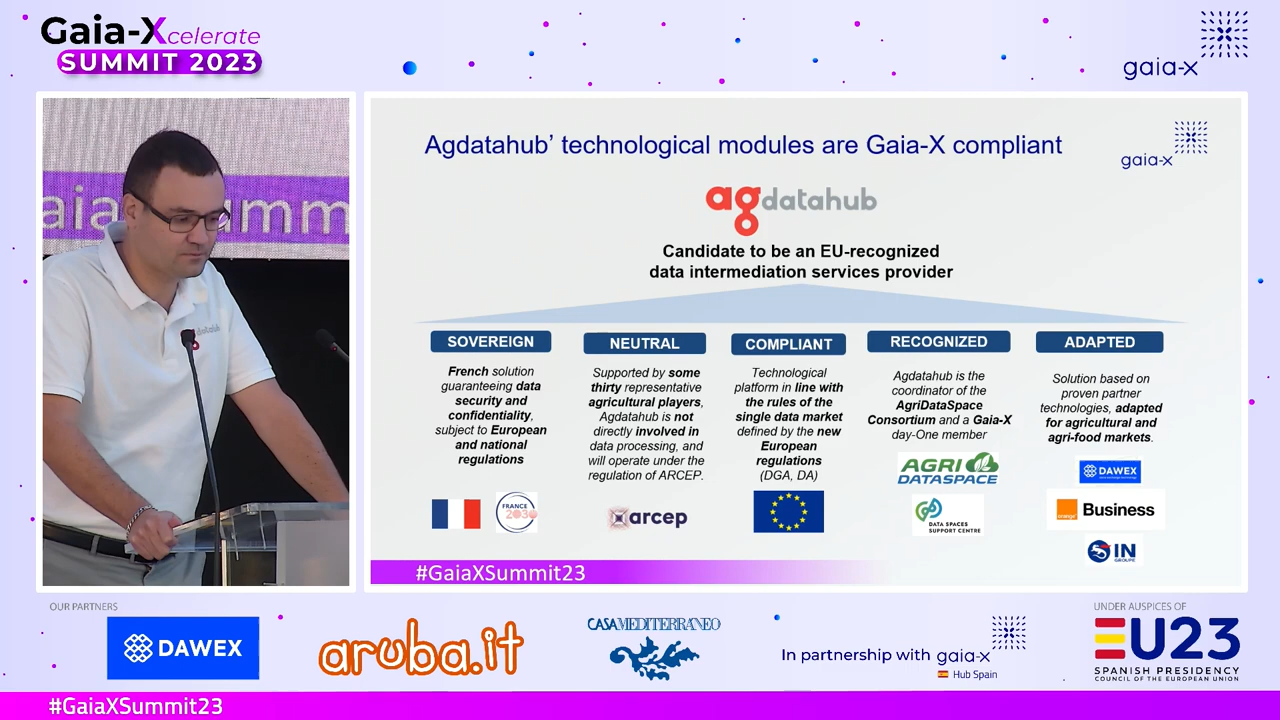 Gaia-Xcelerate
SUMMIT 2023
gaia-x
Agdatahub' technological modules are Gaia-X compliant
gaia-x
agdatahub
Candidate to be an EU-recognized
data intermediation services provider
SOVEREIGN
French solution
guaranteeing data
security and
confidentiality,
subject to European
and national
regulations
FRANCE
2030
NEUTRAL
Supported by some
thirty representative
agricultural players,
Agdatahub is not
directly involved in
data processing, and
will operate under the
regulation of ARCEP.
arcep
COMPLIANT
Technological
platform in line with
the rules of the
single data market
defined by the new
European
regulations
(DGA, DA)
RECOGNIZED
Agdatahub is the
coordinator of the
AgriDataSpace
Consortium and a Gaia-X
day-One member
AGRI
DATASPACE
DATA SPACES
SUPPORT CENTRE
ADAPTED
Solution based on
proven partner
technologies, adapted
for agricultural and
agri-food markets.
DAWEX
Business
IN
GROUPE
#GaiaXSummit23
OUR PARTNERS
DAWEX
aruba.it
CASAMEDITERRANEO
In partnership with gaia-x
Hub Spain
UNDER AUSPICES OF
EU23
SPANISH PRESIDENCY
COUNCIL OF THE EUROPEAN UNION
#GaiaXSummit23